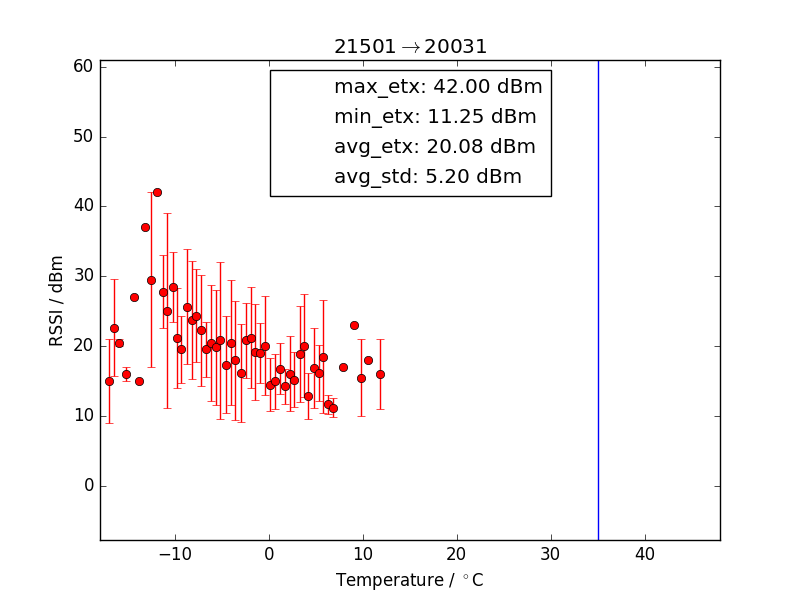 21501→20031
max_etx: 42.00 dBm
min_etx: 11.25 dBm
avg_etx: 20.08 dBm
avg_std: 5.20 dBm
60
50
40
30
20
10
0
RSSI / dBm
−10 0 10 20 30 40
Temperature / °C